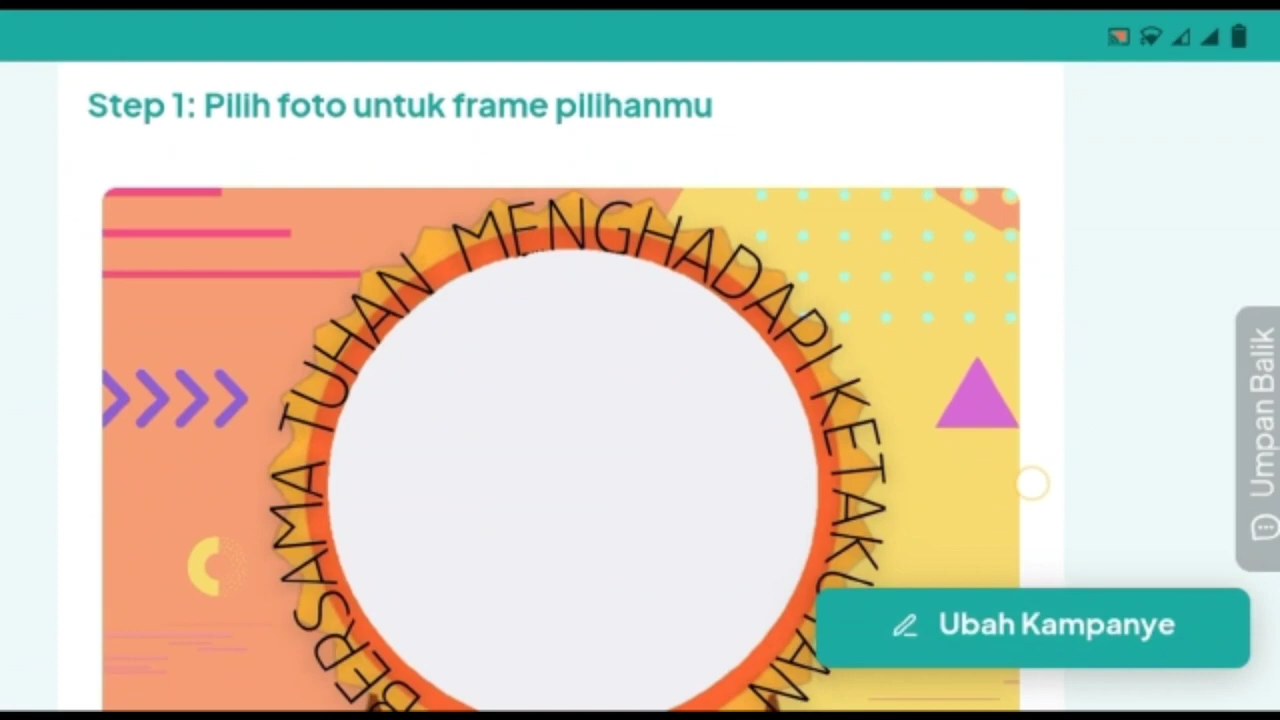 Step 1: Pilih foto untuk frame pilihanmu
BERSAMA TUHAN MENGHADAPI KETAKUTAN
Umpan Balik
Ubah Kampanye